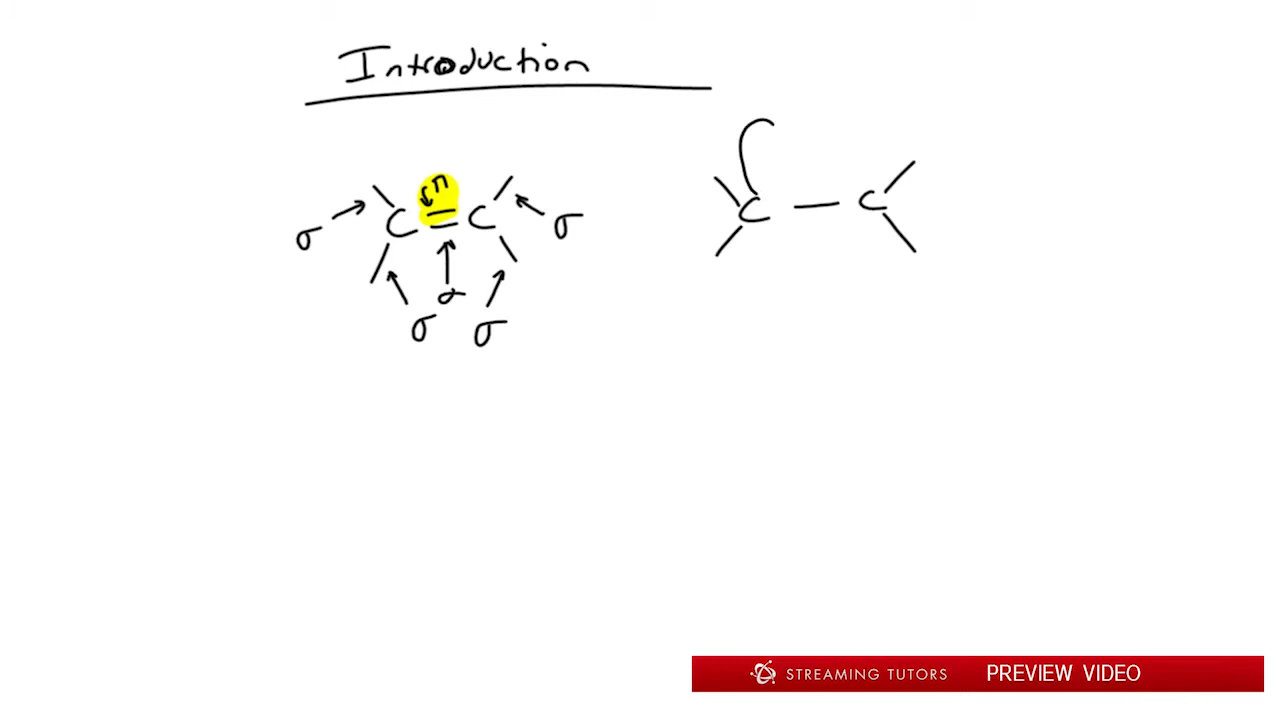 Introduction
π
C = C
σ σ
σ
σ σ
C — C
STREAMING TUTORS PREVIEW VIDEO